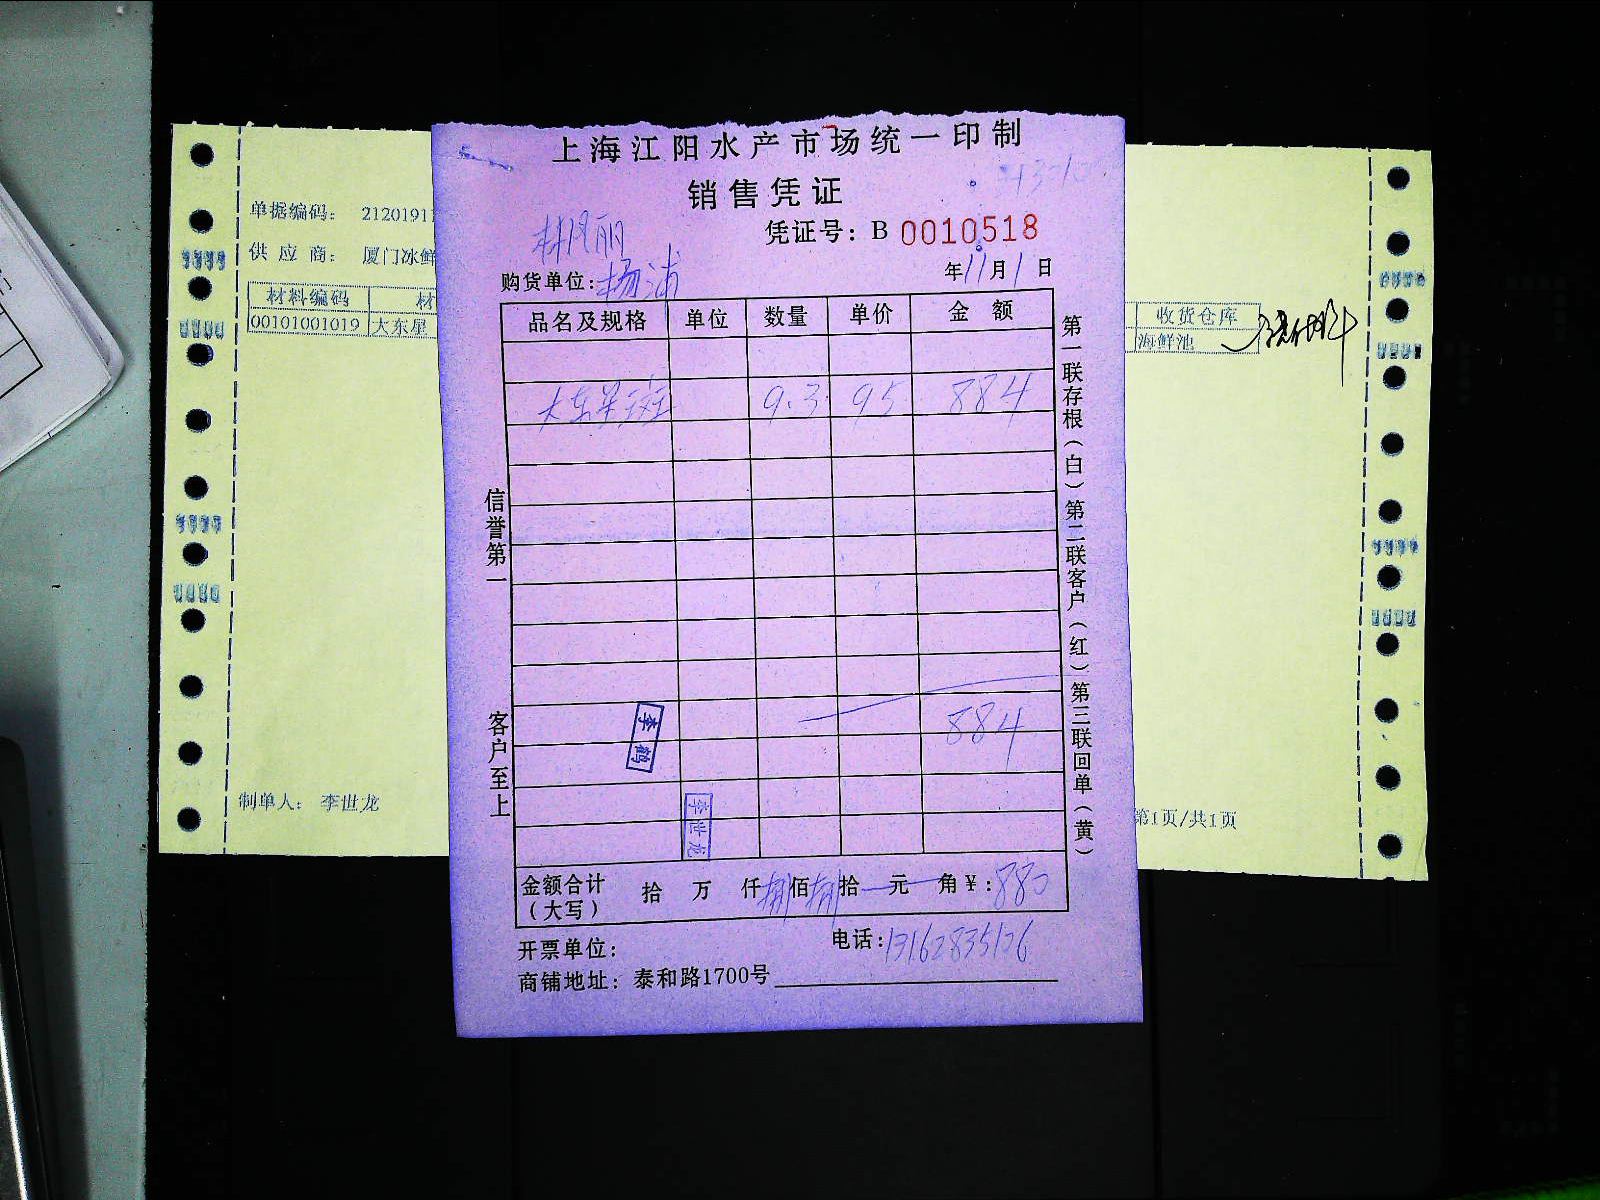 上海江阳水产市场统一印制
销售凭证
林凤丽
凭证号：B 0010518
购货单位：杨浦
年11月1日
品名及规格 单位 数量 单价 金额
大东星斑 9.3 95 884
884
李鹤
李世龙
金额合计（大写） 拾 万 仟捌佰捌拾 元 角￥：880
开票单位：
电话：
商铺地址：泰和路1700号
信誉第一
客户至上
第一联存根（白）第二联客户（红）第三联回单（黄）
单据编码： 2120191
供应商： 厦门冰鲜
材料编码 材
00101001019 大东星
收货仓库
海鲜池
制单人： 李世龙
第1页/共1页